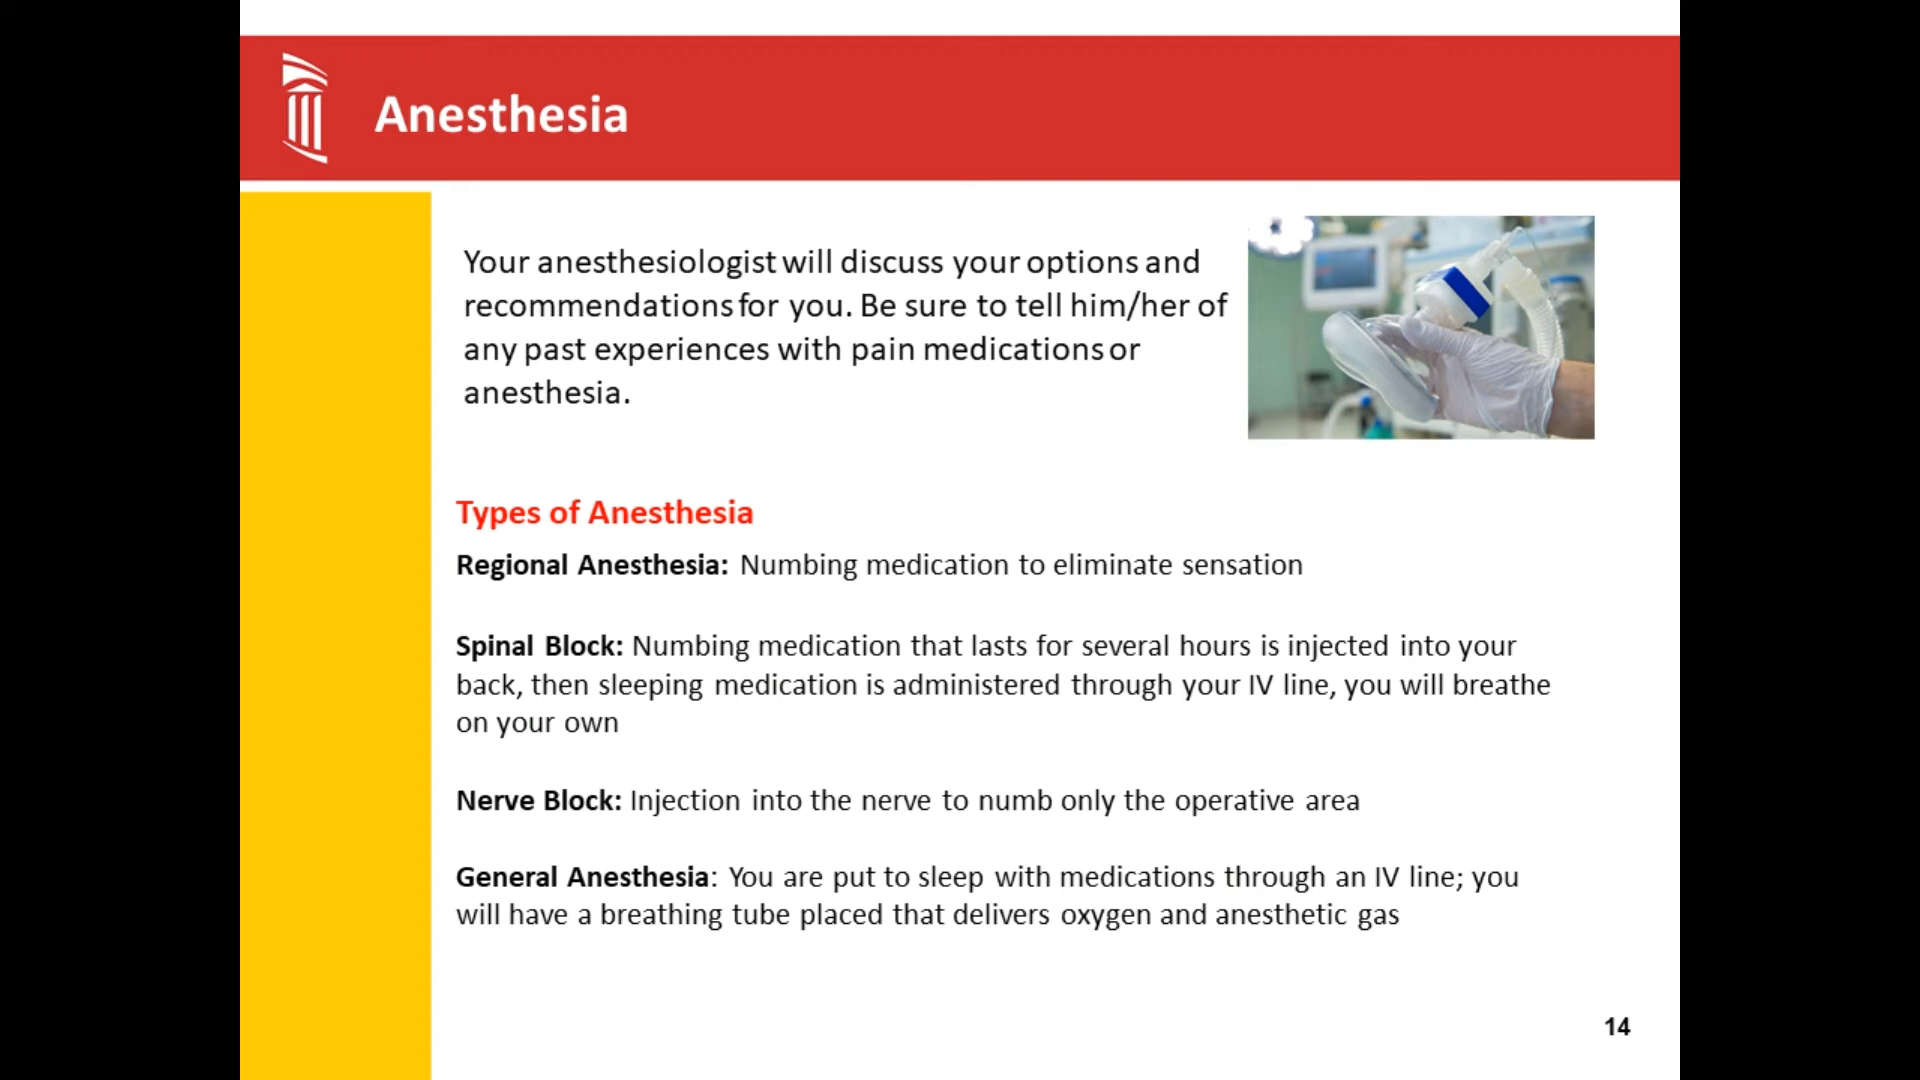 Anesthesia
Your anesthesiologist will discuss your options and
recommendations for you. Be sure to tell him/her of
any past experiences with pain medications or
anesthesia.
Types of Anesthesia
Regional Anesthesia: Numbing medication to eliminate sensation
Spinal Block: Numbing medication that lasts for several hours is injected into your
back, then sleeping medication is administered through your IV line, you will breathe
on your own
Nerve Block: Injection into the nerve to numb only the operative area
General Anesthesia: You are put to sleep with medications through an IV line; you
will have a breathing tube placed that delivers oxygen and anesthetic gas
14